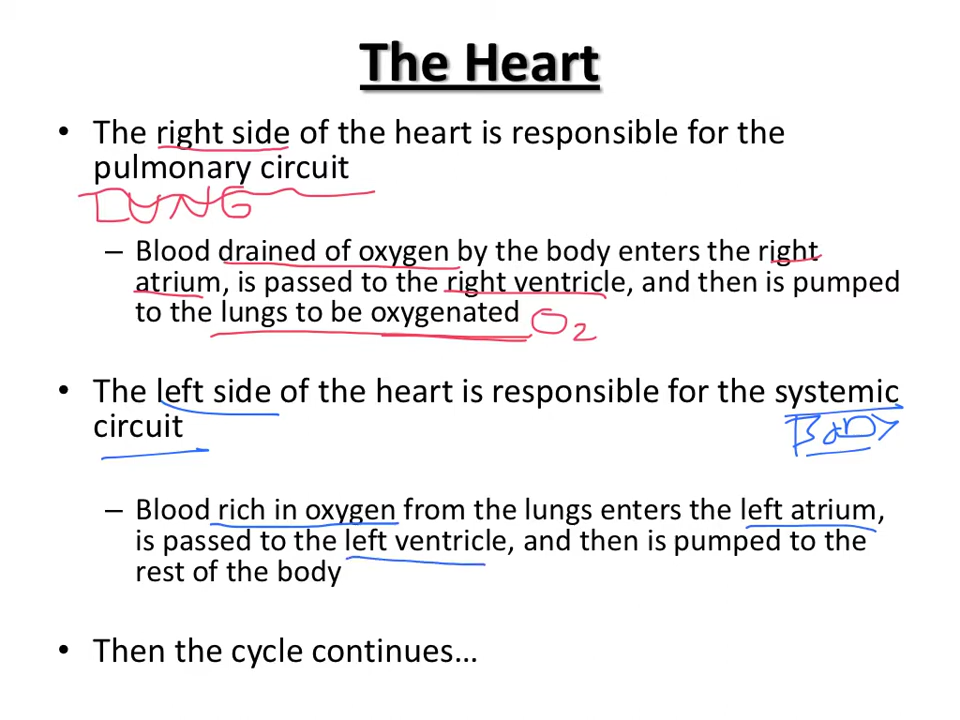 The Heart
• The right side of the heart is responsible for the
pulmonary circuit
LUNG
– Blood drained of oxygen by the body enters the right
atrium, is passed to the right ventricle, and then is pumped
to the lungs to be oxygenated O2
• The left side of the heart is responsible for the systemic
circuit BODY
– Blood rich in oxygen from the lungs enters the left atrium,
is passed to the left ventricle, and then is pumped to the
rest of the body
• Then the cycle continues…